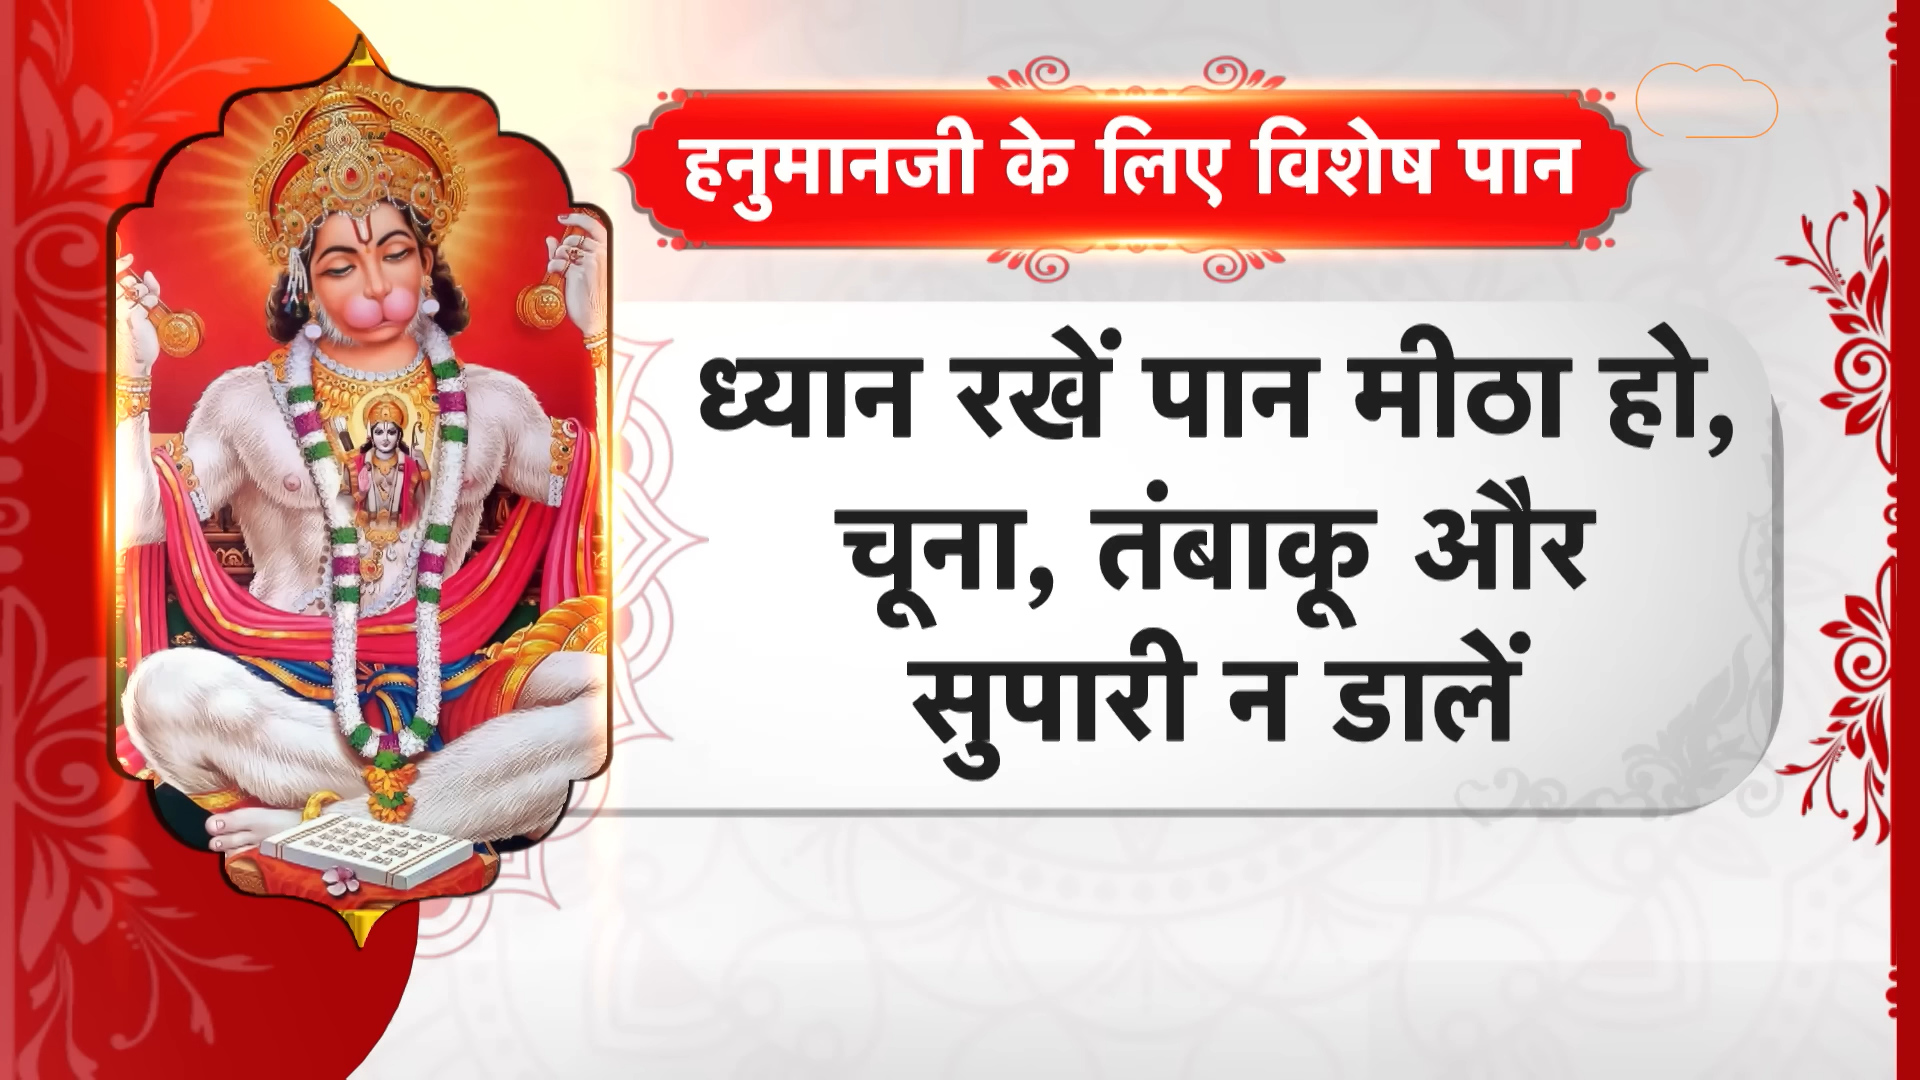 हनुमानजी के लिए विशेष पान
ध्यान रखें पान मीठा हो,
चूना, तंबाकू और
सुपारी न डालें